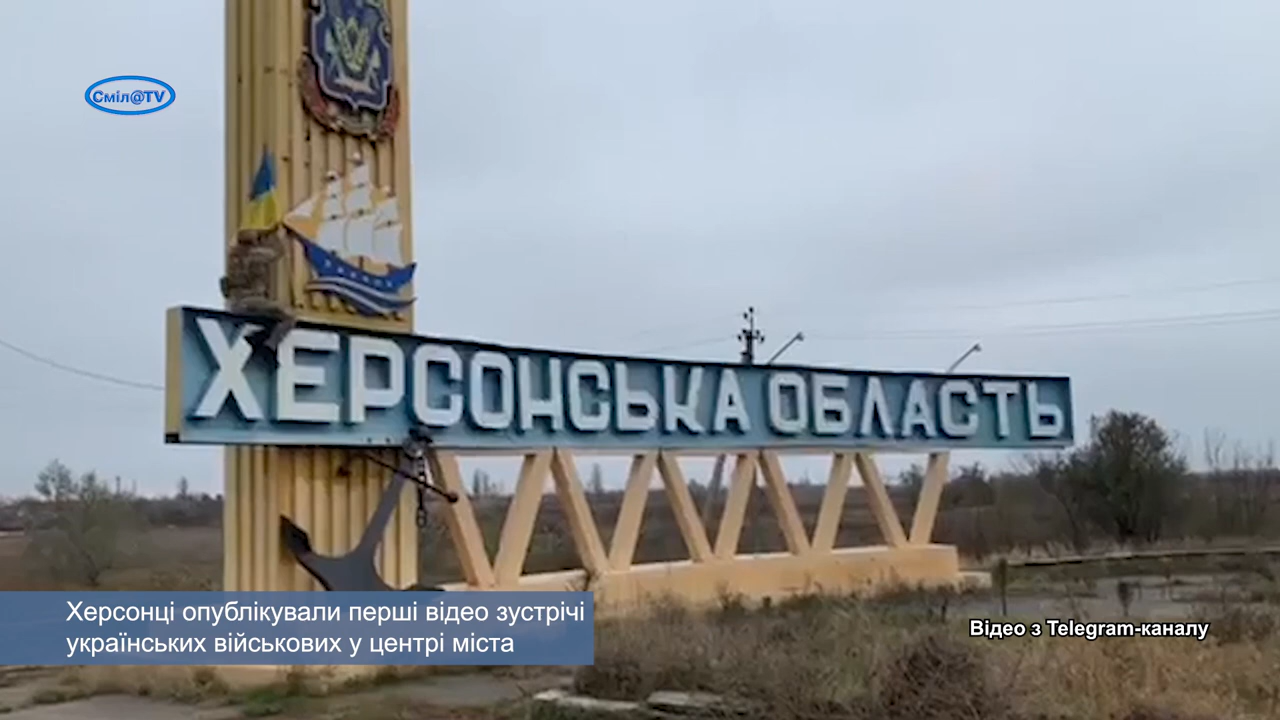 Сміл@TV
ХЕРСОНСЬКА ОБЛАСТЬ
Херсонці опублікували перші відео зустрічі
українських військових у центрі міста
Відео з Telegram-каналу